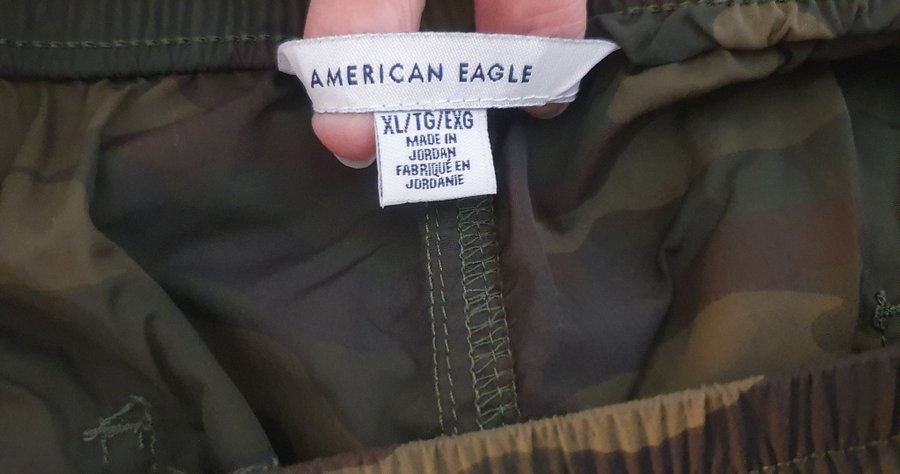 AMERICAN EAGLE
XL/TG/EXG
MADE IN
JORDAN
FABRIQUÉ EN
JORDANIE